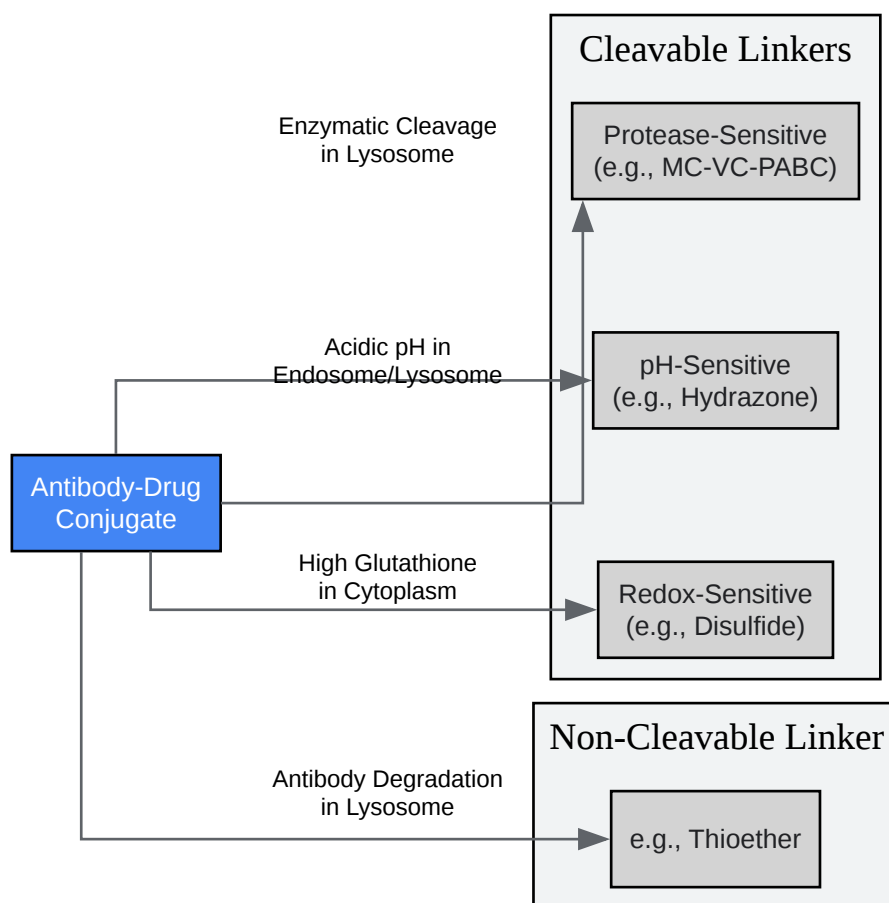 Cleavable Linkers
Enzymatic Cleavage
in Lysosome
Protease-Sensitive
(e.g., MC-VC-PABC)
Acidic pH in
Endosome/Lysosome
pH-Sensitive
(e.g., Hydrazone)
Antibody-Drug
Conjugate
High Glutathione
in Cytoplasm
Redox-Sensitive
(e.g., Disulfide)
Non-Cleavable Linker
Antibody Degradation
in Lysosome
e.g., Thioether